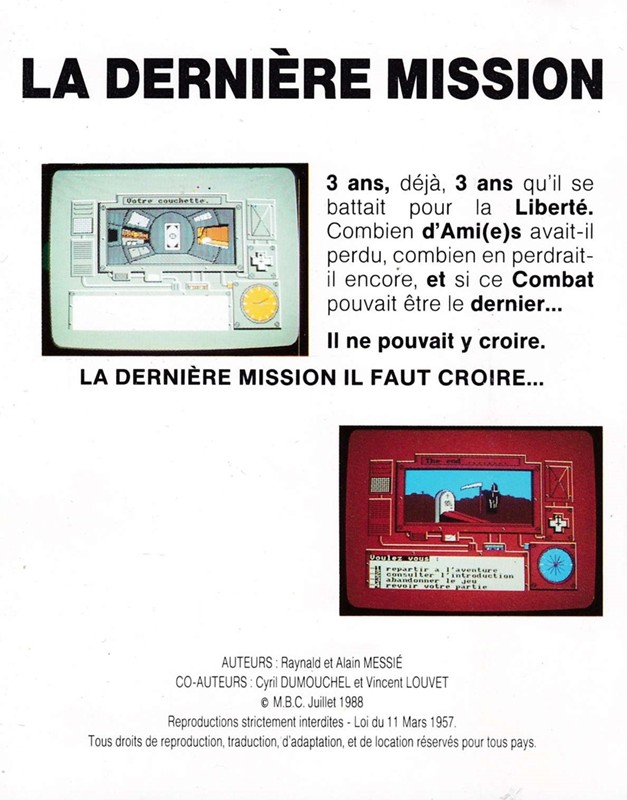 LA DERNIÈRE MISSION
Votre couchette.
3 ans, déjà, 3 ans qu'il se
battait pour la Liberté.
Combien d'Ami(e)s avait-il
perdu, combien en perdrait-
il encore, et si ce Combat
pouvait être le dernier...
Il ne pouvait y croire.
LA DERNIÈRE MISSION IL FAUT CROIRE...
The end
Voulez vous :
repartir a l'aventure
consulter l'introduction
abandonner le jeu
revoir votre partie
AUTEURS : Raynald et Alain MESSIÉ
CO-AUTEURS : Cyril DUMOUCHEL et Vincent LOUVET
© M.B.C. Juillet 1988
Reproductions strictement interdites - Loi du 11 Mars 1957.
Tous droits de reproduction, traduction, d'adaptation, et de location réservés pour tous pays.